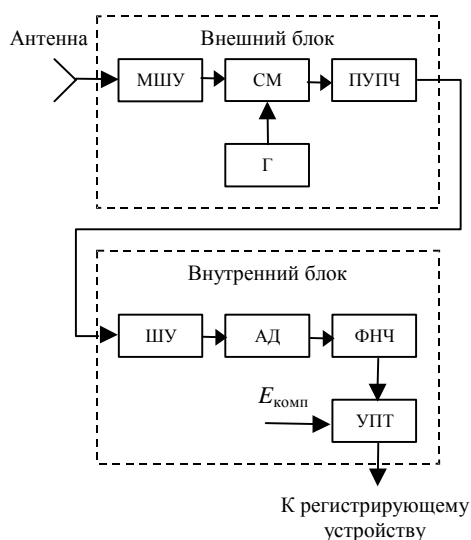 Антенна
Внешний блок
МШУ
СМ
ПУПЧ
Г
Внутренний блок
ШУ
АД
ФНЧ
Eкомп
УПТ
К регистрирующему
устройству